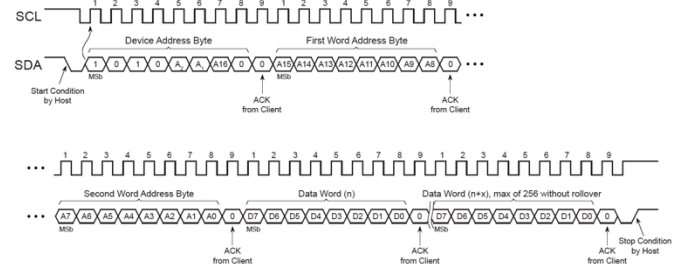 1 2 3 4 5 6 7 8 9 1 2 3 4 5 6 7 8 9
SCL
Device Address Byte First Word Address Byte
SDA 1 0 1 0 A2 A1 A16 0 0 A15 A14 A13 A12 A11 A10 A9 A8 0
MSb MSb
Start Condition
by Host
ACK
from Client
ACK
from Client
1 2 3 4 5 6 7 8 9 1 2 3 4 5 6 7 8 9 1 2 3 4 5 6 7 8 9
Second Word Address Byte Data Word (n) Data Word (n+x), max of 256 without rollover
A7 A6 A5 A4 A3 A2 A1 A0 0 D7 D6 D5 D4 D3 D2 D1 D0 0 D7 D6 D5 D4 D3 D2 D1 D0 0
MSb MSb MSb
ACK
from Client
ACK
from Client
ACK
from Client
Stop Condition
by Host